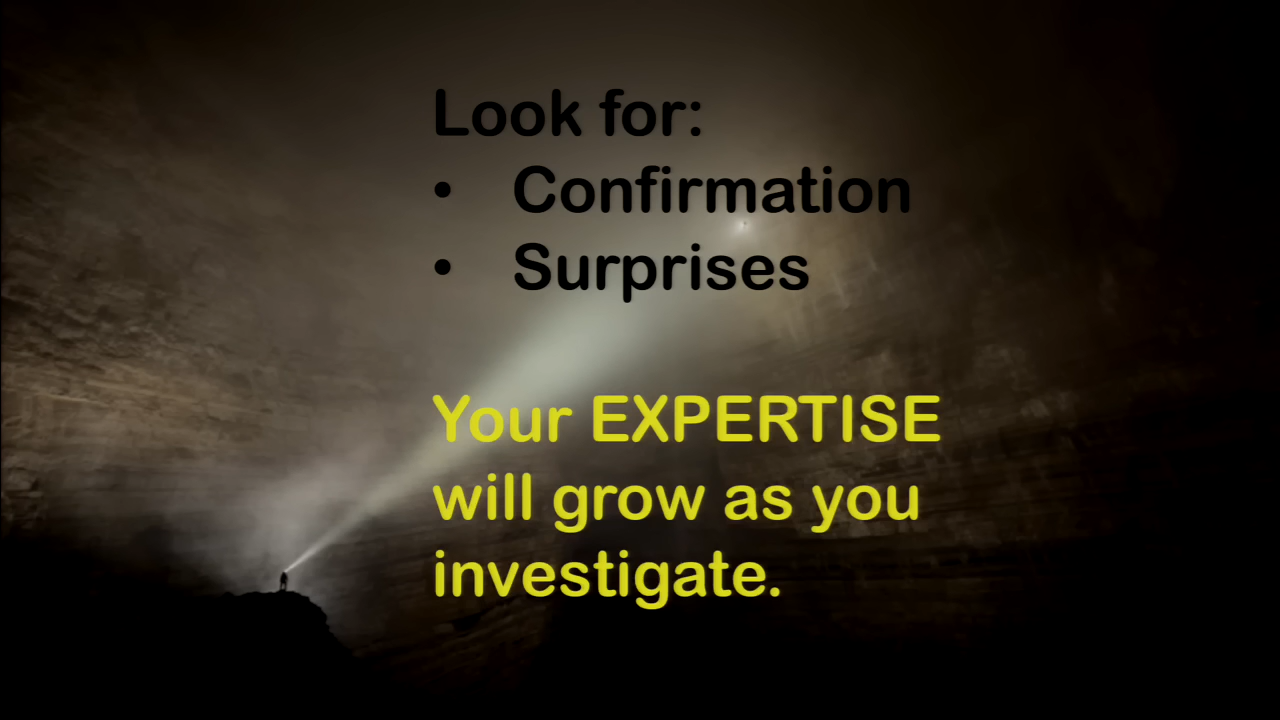 Look for:
• Confirmation
• Surprises
Your EXPERTISE
will grow as you
investigate.